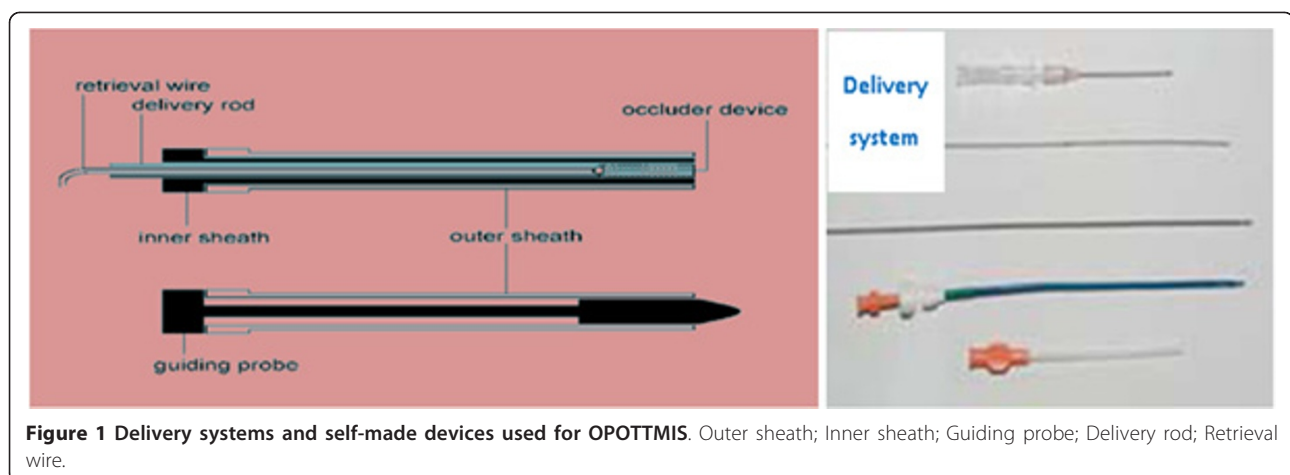 retrieval wire
delivery rod
occluder device
inner sheath
outer sheath
guiding probe
Delivery
system
Figure 1 Delivery systems and self-made devices used for OPOTTMIS. Outer sheath; Inner sheath; Guiding probe; Delivery rod; Retrieval
wire.